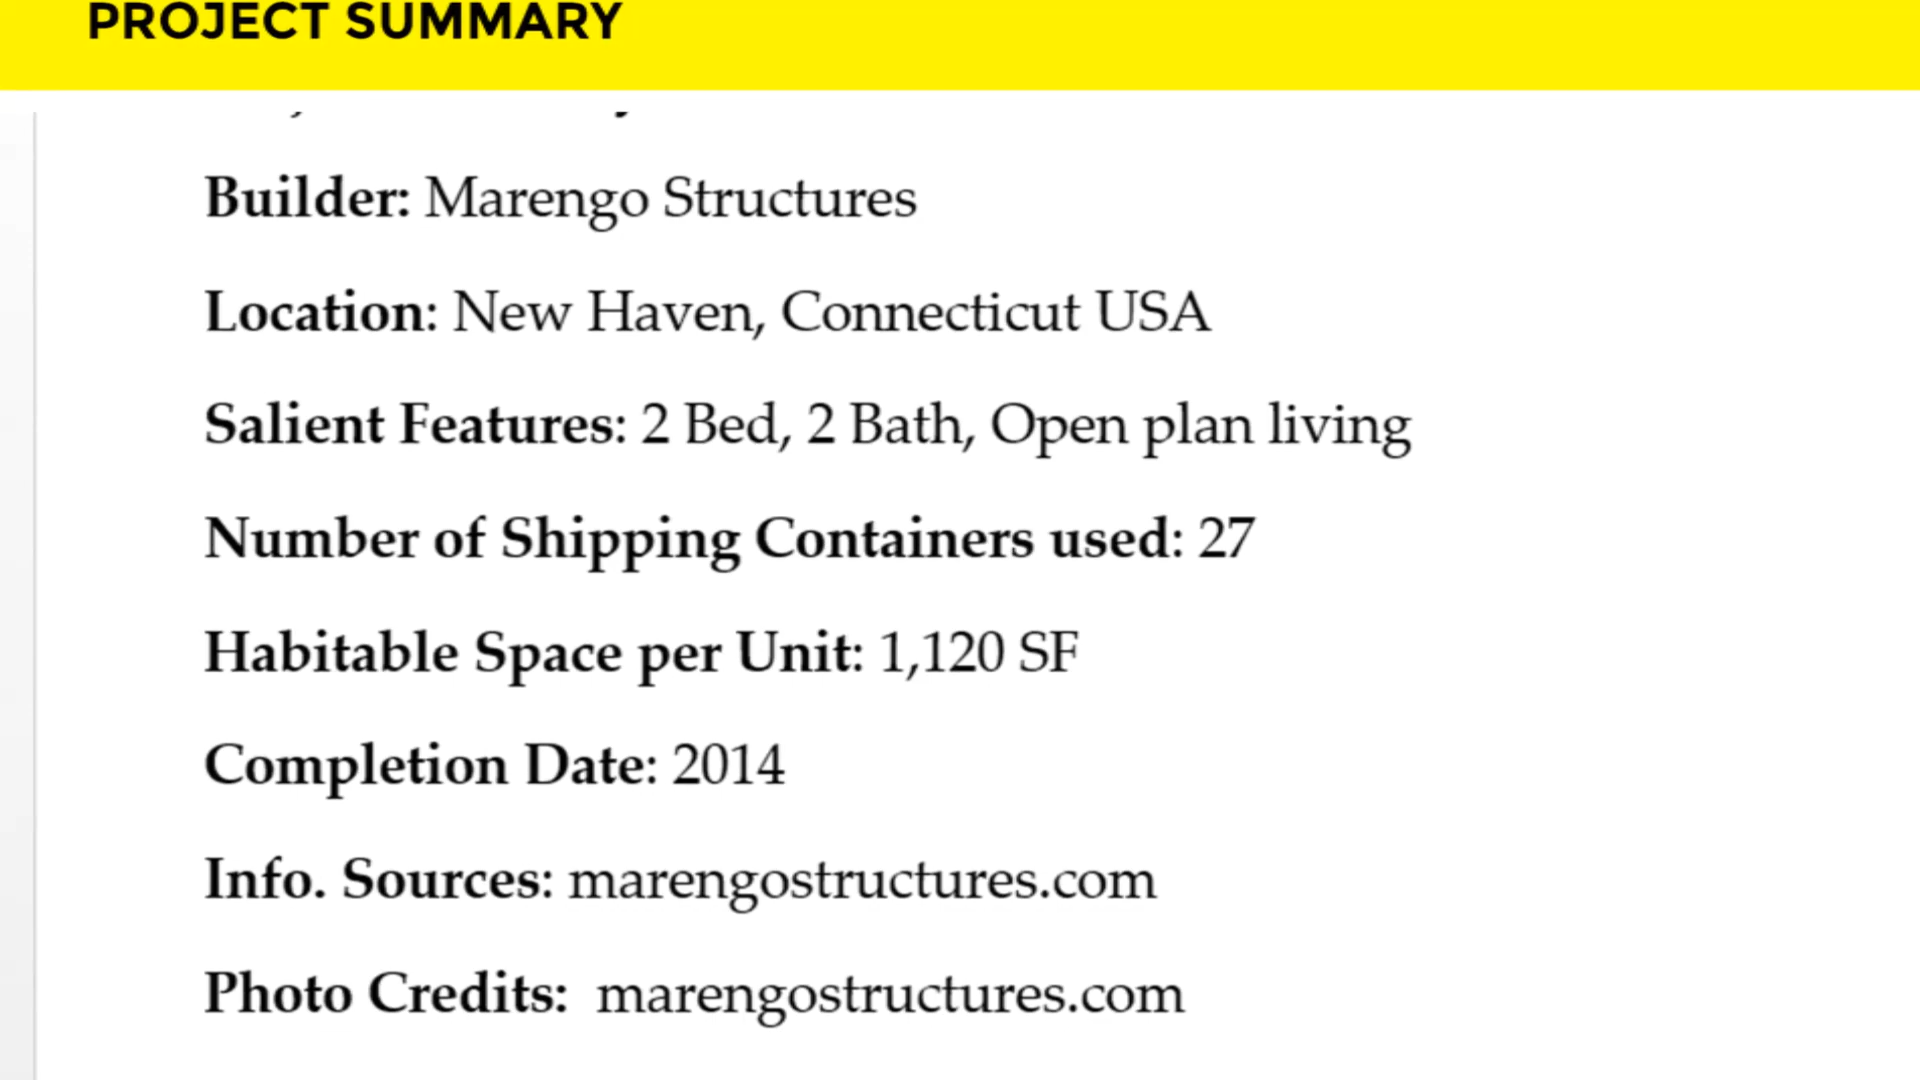 PROJECT SUMMARY
Builder: Marengo Structures
Location: New Haven, Connecticut USA
Salient Features: 2 Bed, 2 Bath, Open plan living
Number of Shipping Containers used: 27
Habitable Space per Unit: 1,120 SF
Completion Date: 2014
Info. Sources: marengostructures.com
Photo Credits:  marengostructures.com